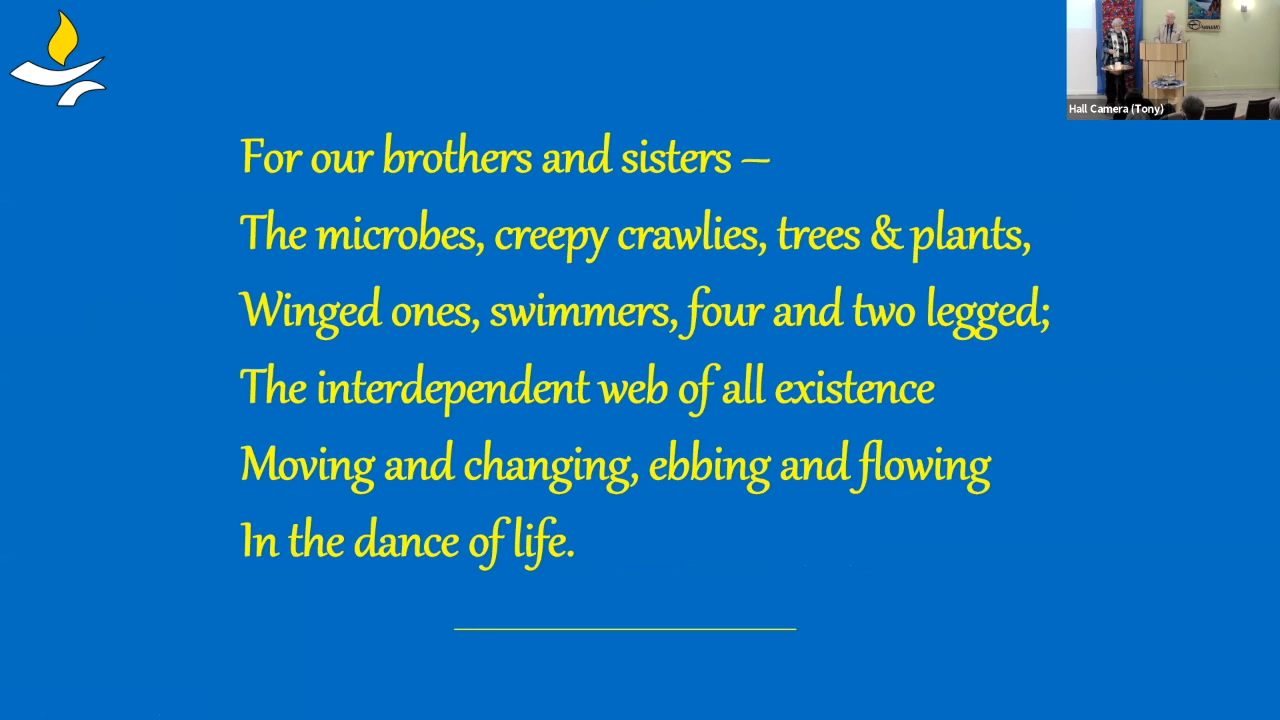 For our brothers and sisters –
The microbes, creepy crawlies, trees & plants,
Winged ones, swimmers, four and two legged;
The interdependent web of all existence
Moving and changing, ebbing and flowing
In the dance of life.
Hall Camera (Tony)